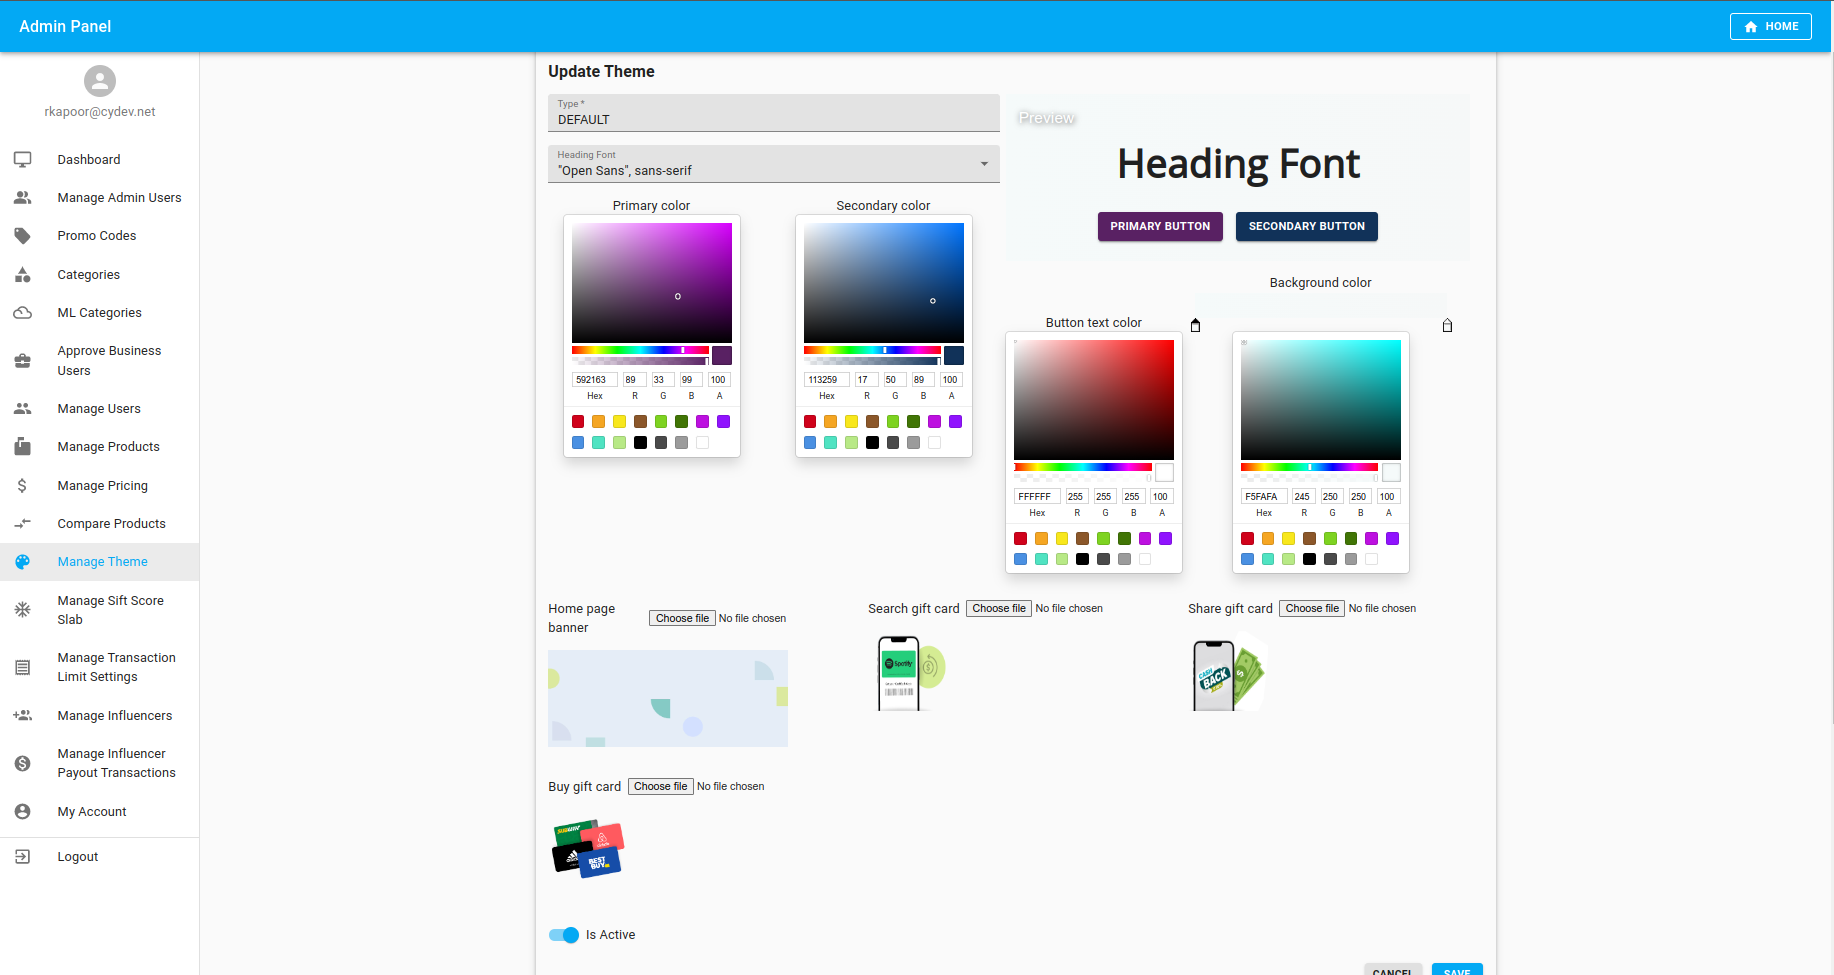 Admin Panel
HOME
rkapoor@cydev.net
Dashboard
Manage Admin Users
Promo Codes
Categories
ML Categories
Approve Business
Users
Manage Users
Manage Products
Manage Pricing
Compare Products
Manage Theme
Manage Sift Score
Slab
Manage Transaction
Limit Settings
Manage Influencers
Manage Influencer
Payout Transactions
My Account
Logout
Update Theme
Type *
DEFAULT
Heading Font
"Open Sans", sans-serif
Preview
Heading Font
PRIMARY BUTTON
SECONDARY BUTTON
Primary color
592163 89 33 99 100
Hex R G B A
Secondary color
113259 17 50 89 100
Hex R G B A
Button text color
FFFFFF 255 255 255 100
Hex R G B A
Background color
F5FAFA 245 250 250 100
Hex R G B A
Home page
banner
Choose file No file chosen
Search gift card Choose file No file chosen
Spotify
Share gift card Choose file No file chosen
CASH
BACK
Buy gift card Choose file No file chosen
SUBWAY
BEST
BUY
Is Active
CANCEL
SAVE